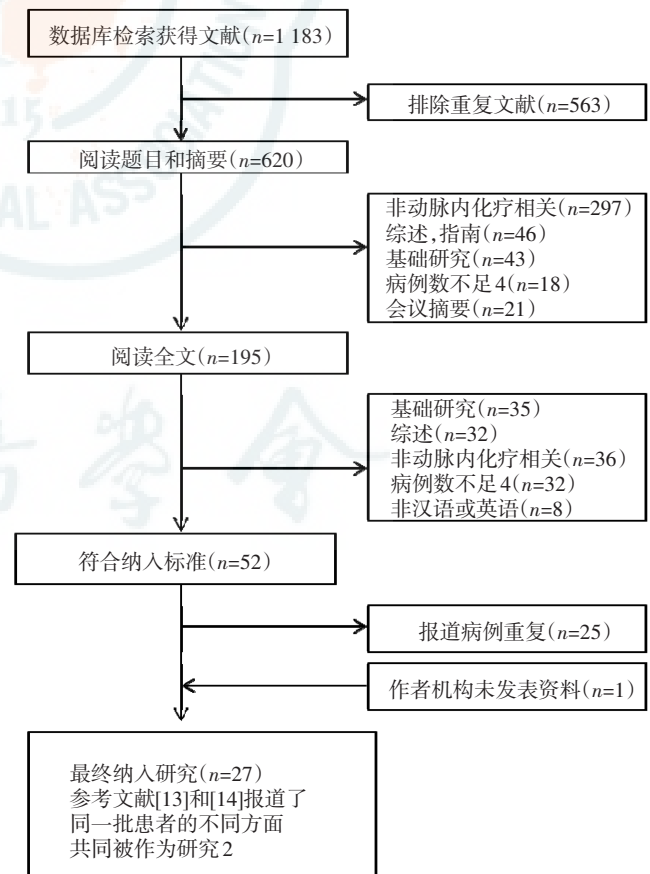 数据库检索获得文献(n=1 183)
排除重复文献(n=563)
阅读题目和摘要(n=620)
非动脉内化疗相关(n=297)
综述,指南(n=46)
基础研究(n=43)
病例数不足4(n=18)
会议摘要(n=21)
阅读全文(n=195)
基础研究(n=35)
综述(n=32)
非动脉内化疗相关(n=36)
病例数不足4(n=32)
非汉语或英语(n=8)
符合纳入标准(n=52)
报道病例重复(n=25)
作者机构未发表资料(n=1)
最终纳入研究(n=27)
参考文献[13]和[14]报道了
同一批患者的不同方面
共同被作为研究2